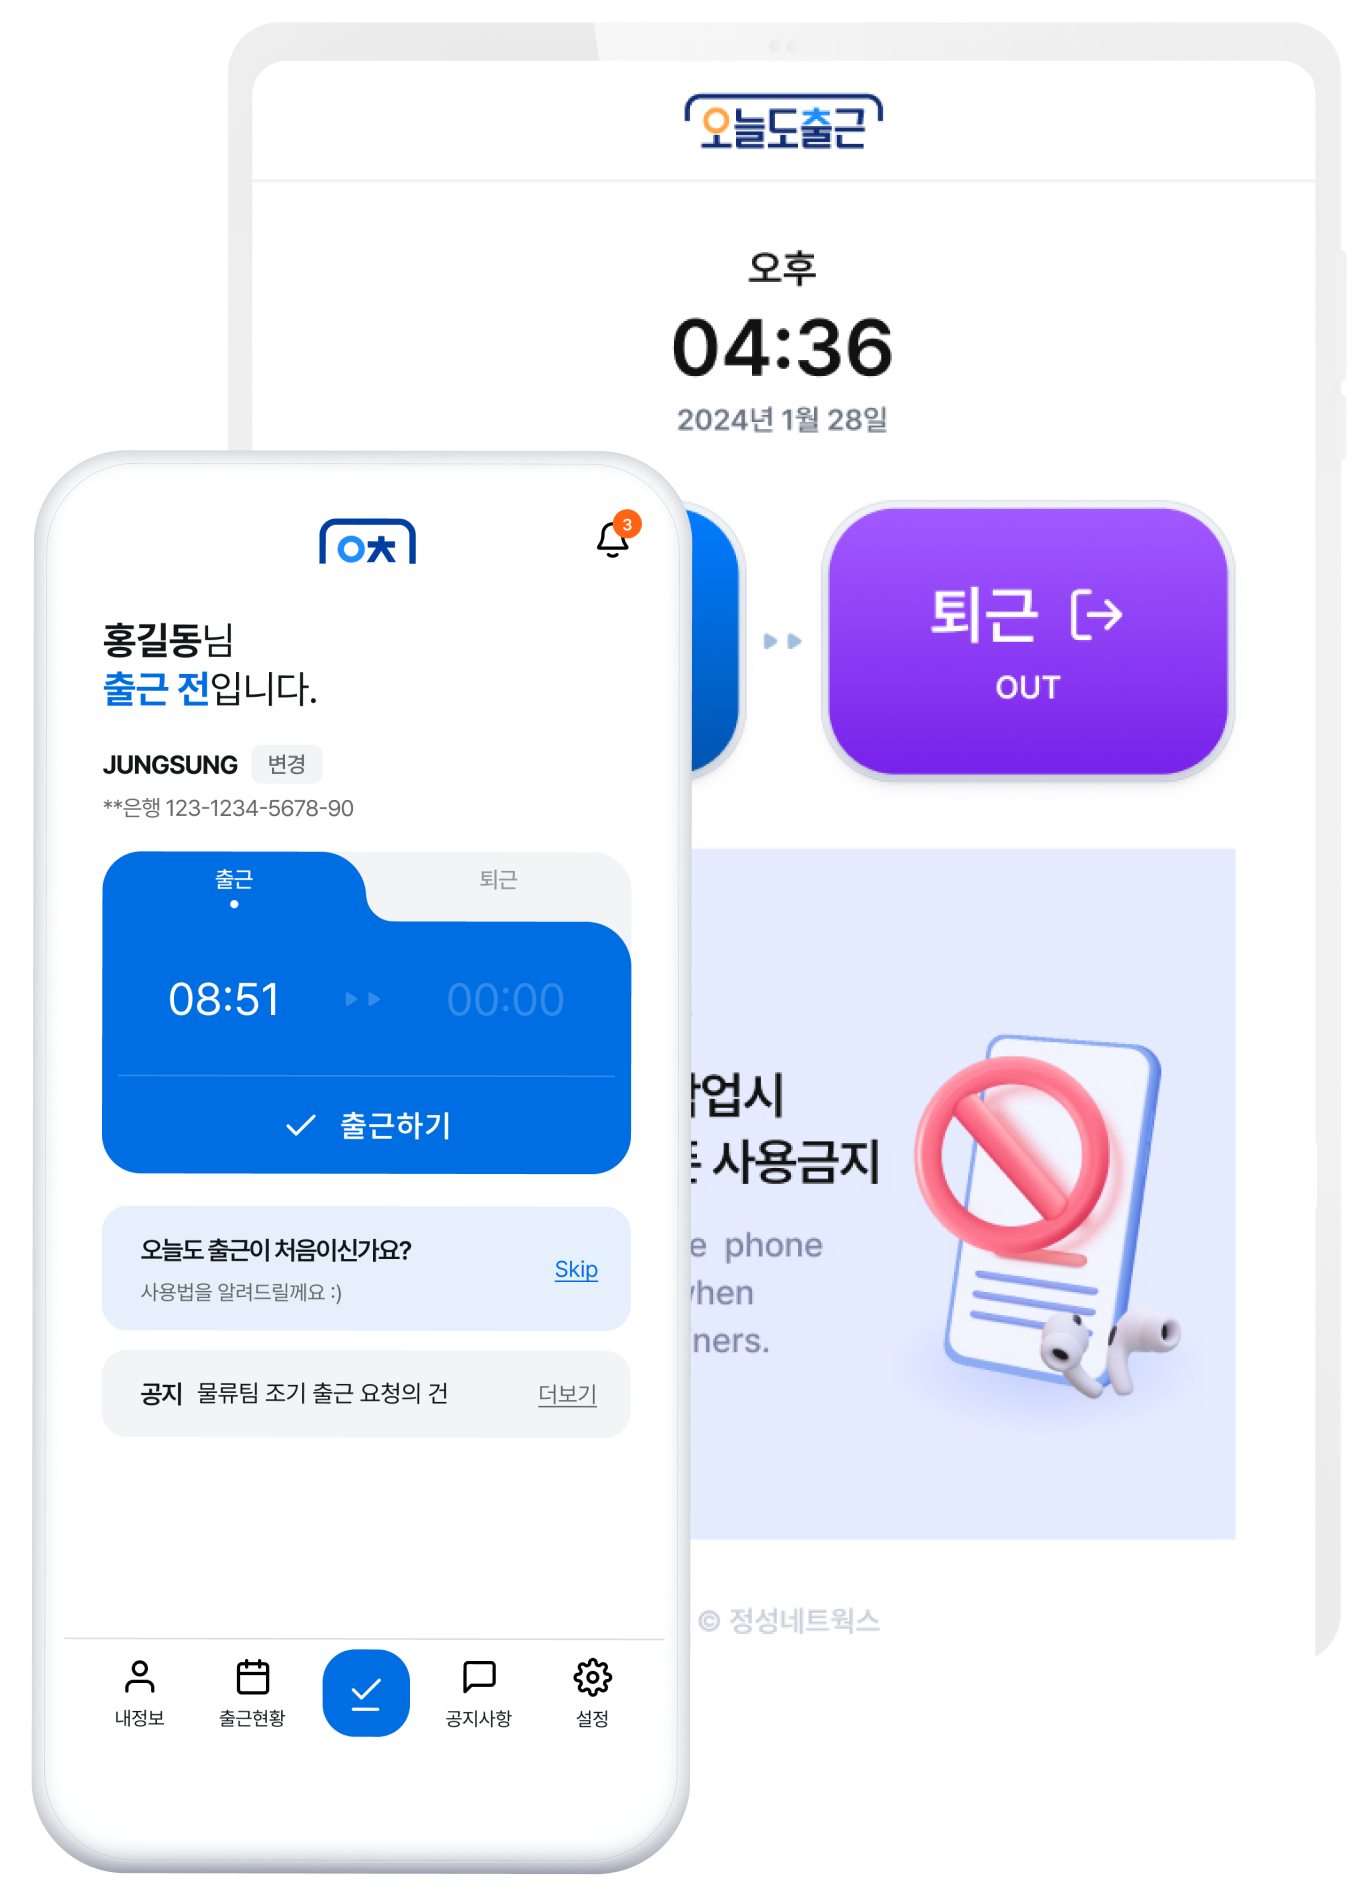 오늘도출근
오후
04:36
2024년 1월 28일
퇴근
OUT
업시
사용금지
phone
ners.
© 정성네트웍스
오ㅊ
3
홍길동님
출근 전입니다.
JUNGSUNG 변경
**은행 123-1234-5678-90
출근 퇴근
08:51 00:00
출근하기
오늘도 출근이 처음이신가요?
사용법을 알려드릴께요 :)
Skip
공지 물류팀 조기 출근 요청의 건 더보기
내정보 출근현황 공지사항 설정